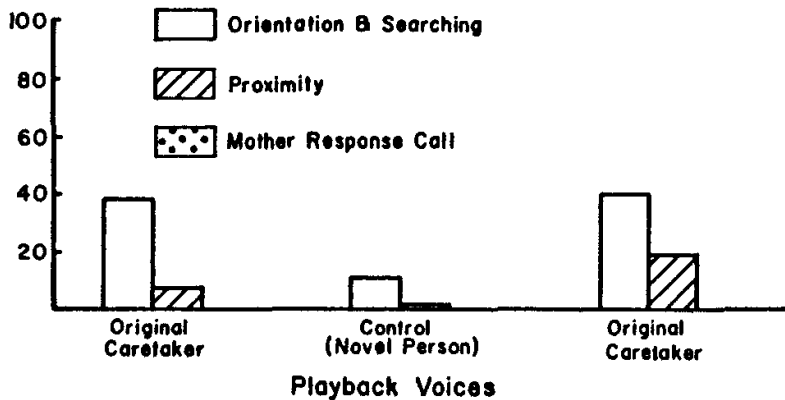 100
80
60
40
20
Orientation & Searching
Proximity
Mother Response Call
Original
Caretaker
Control
(Novel Person)
Original
Caretaker
Playback Voices